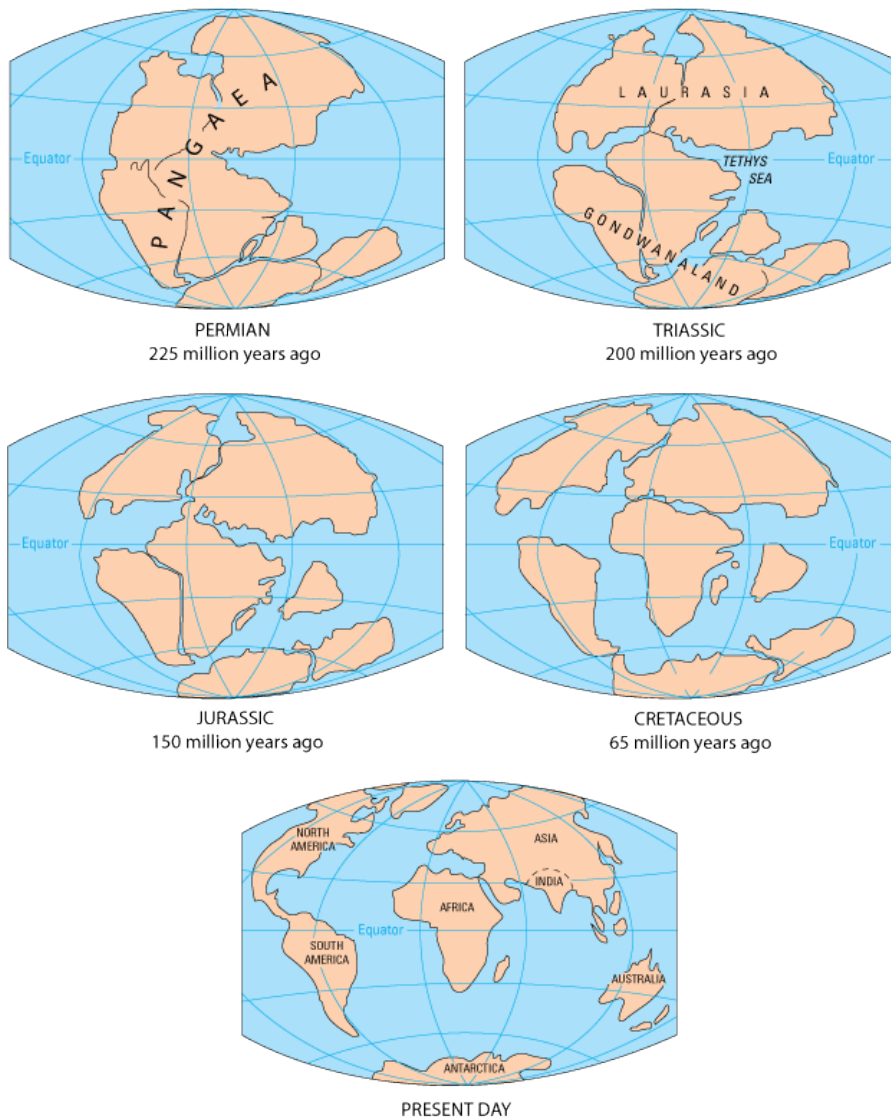 PANGAEA
Equator
PERMIAN
225 million years ago
LAURASIA
TETHYS
SEA
Equator
GONDWANALAND
TRIASSIC
200 million years ago
Equator
JURASSIC
150 million years ago
Equator
CRETACEOUS
65 million years ago
NORTH
AMERICA
ASIA
INDIA
AFRICA
Equator
SOUTH
AMERICA
AUSTRALIA
ANTARCTICA
PRESENT DAY